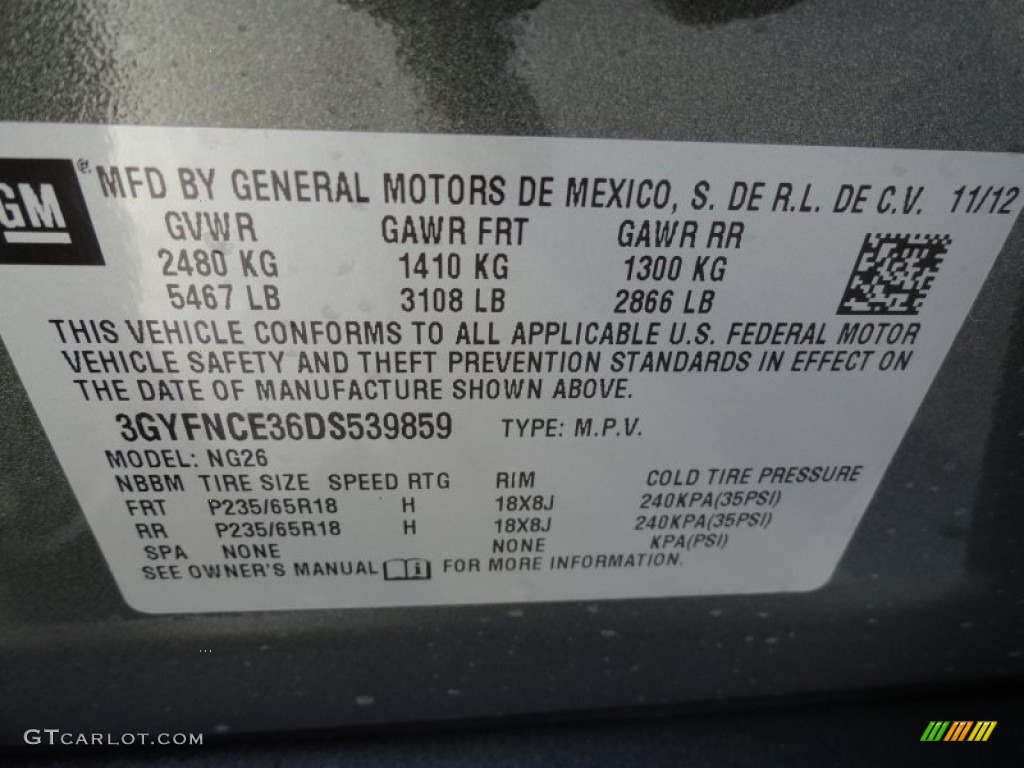 GM
MFD BY GENERAL MOTORS DE MEXICO, S. DE R.L. DE C.V. 11/12
GVWR GAWR FRT GAWR RR
2480 KG 1410 KG 1300 KG
5467 LB 3108 LB 2866 LB
THIS VEHICLE CONFORMS TO ALL APPLICABLE U.S. FEDERAL MOTOR
VEHICLE SAFETY AND THEFT PREVENTION STANDARDS IN EFFECT ON
THE DATE OF MANUFACTURE SHOWN ABOVE.
3GYFNCE36DS539859 TYPE: M.P.V.
MODEL: NG26
NBBM TIRE SIZE SPEED RTG RIM COLD TIRE PRESSURE
FRT P235/65R18 H 18X8J 240KPA(35PSI)
RR P235/65R18 H 18X8J 240KPA(35PSI)
SPA NONE NONE KPA(PSI)
SEE OWNER'S MANUAL FOR MORE INFORMATION.
GTCARLOT.COM